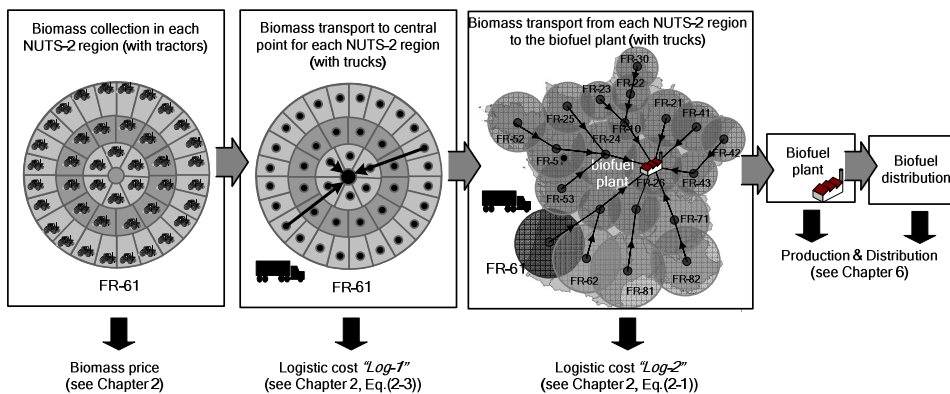 Biomass collection in each
NUTS-2 region (with tractors)
FR-61
Biomass price
(see Chapter 2)
Biomass transport to central
point for each NUTS-2 region
(with trucks)
FR-61
Logistic cost "Log-1"
(see Chapter 2, Eq.(2-3))
Biomass transport from each NUTS-2 region
to the biofuel plant (with trucks)
FR-30
FR-22
FR-23
FR-21
FR-41
FR-25
FR-10
FR-52
FR-24
FR-42
FR-5
biofuel
plant
FR-26
FR-43
FR-53
FR-71
FR-61
FR-62
FR-81
FR-82
Logistic cost "Log-2"
(see Chapter 2, Eq.(2-1))
Biofuel
plant
Biofuel
distribution
Production & Distribution
(see Chapter 6)